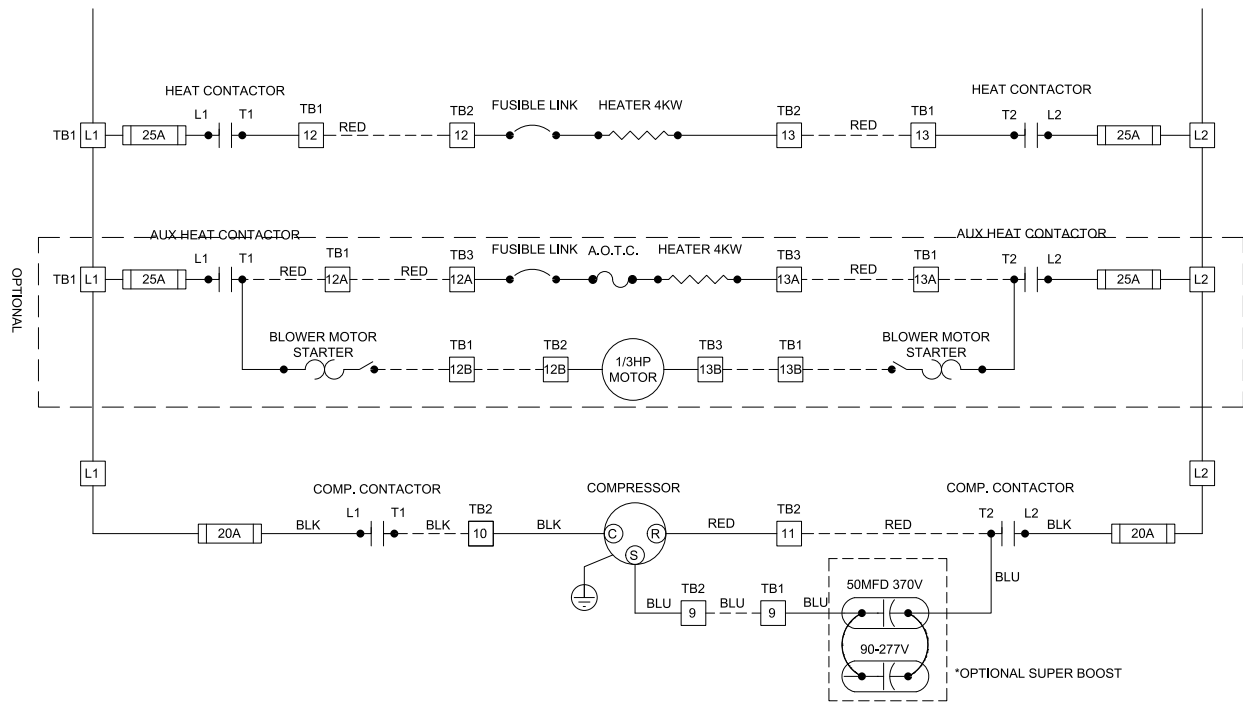 HEAT CONTACTOR
HEAT CONTACTOR
L1 T1 TB1 TB2 FUSIBLE LINK HEATER 4KW TB2 TB1 T2 L2
TB1 L1 25A 12 RED 12 13 RED 13 25A L2
AUX HEAT CONTACTOR
AUX HEAT CONTACTOR
OPTIONAL
L1 T1 TB1 TB3 FUSIBLE LINK A.O.T.C. HEATER 4KW TB3 TB1 T2 L2
TB1 L1 25A RED 12A RED 12A 13A RED 13A 25A L2
BLOWER MOTOR
STARTER
TB1 TB2 TB3 TB1
BLOWER MOTOR
STARTER
12B 12B 1/3HP
MOTOR
13B 13B
L1 L2
COMP. CONTACTOR COMPRESSOR COMP. CONTACTOR
20A BLK L1 T1 BLK TB2 BLK RED TB2 RED T2 L2 BLK 20A
10 C R 11
S
BLU TB2 BLU TB1 BLU 50MFD 370V BLU
9 9
90-277V
*OPTIONAL SUPER BOOST